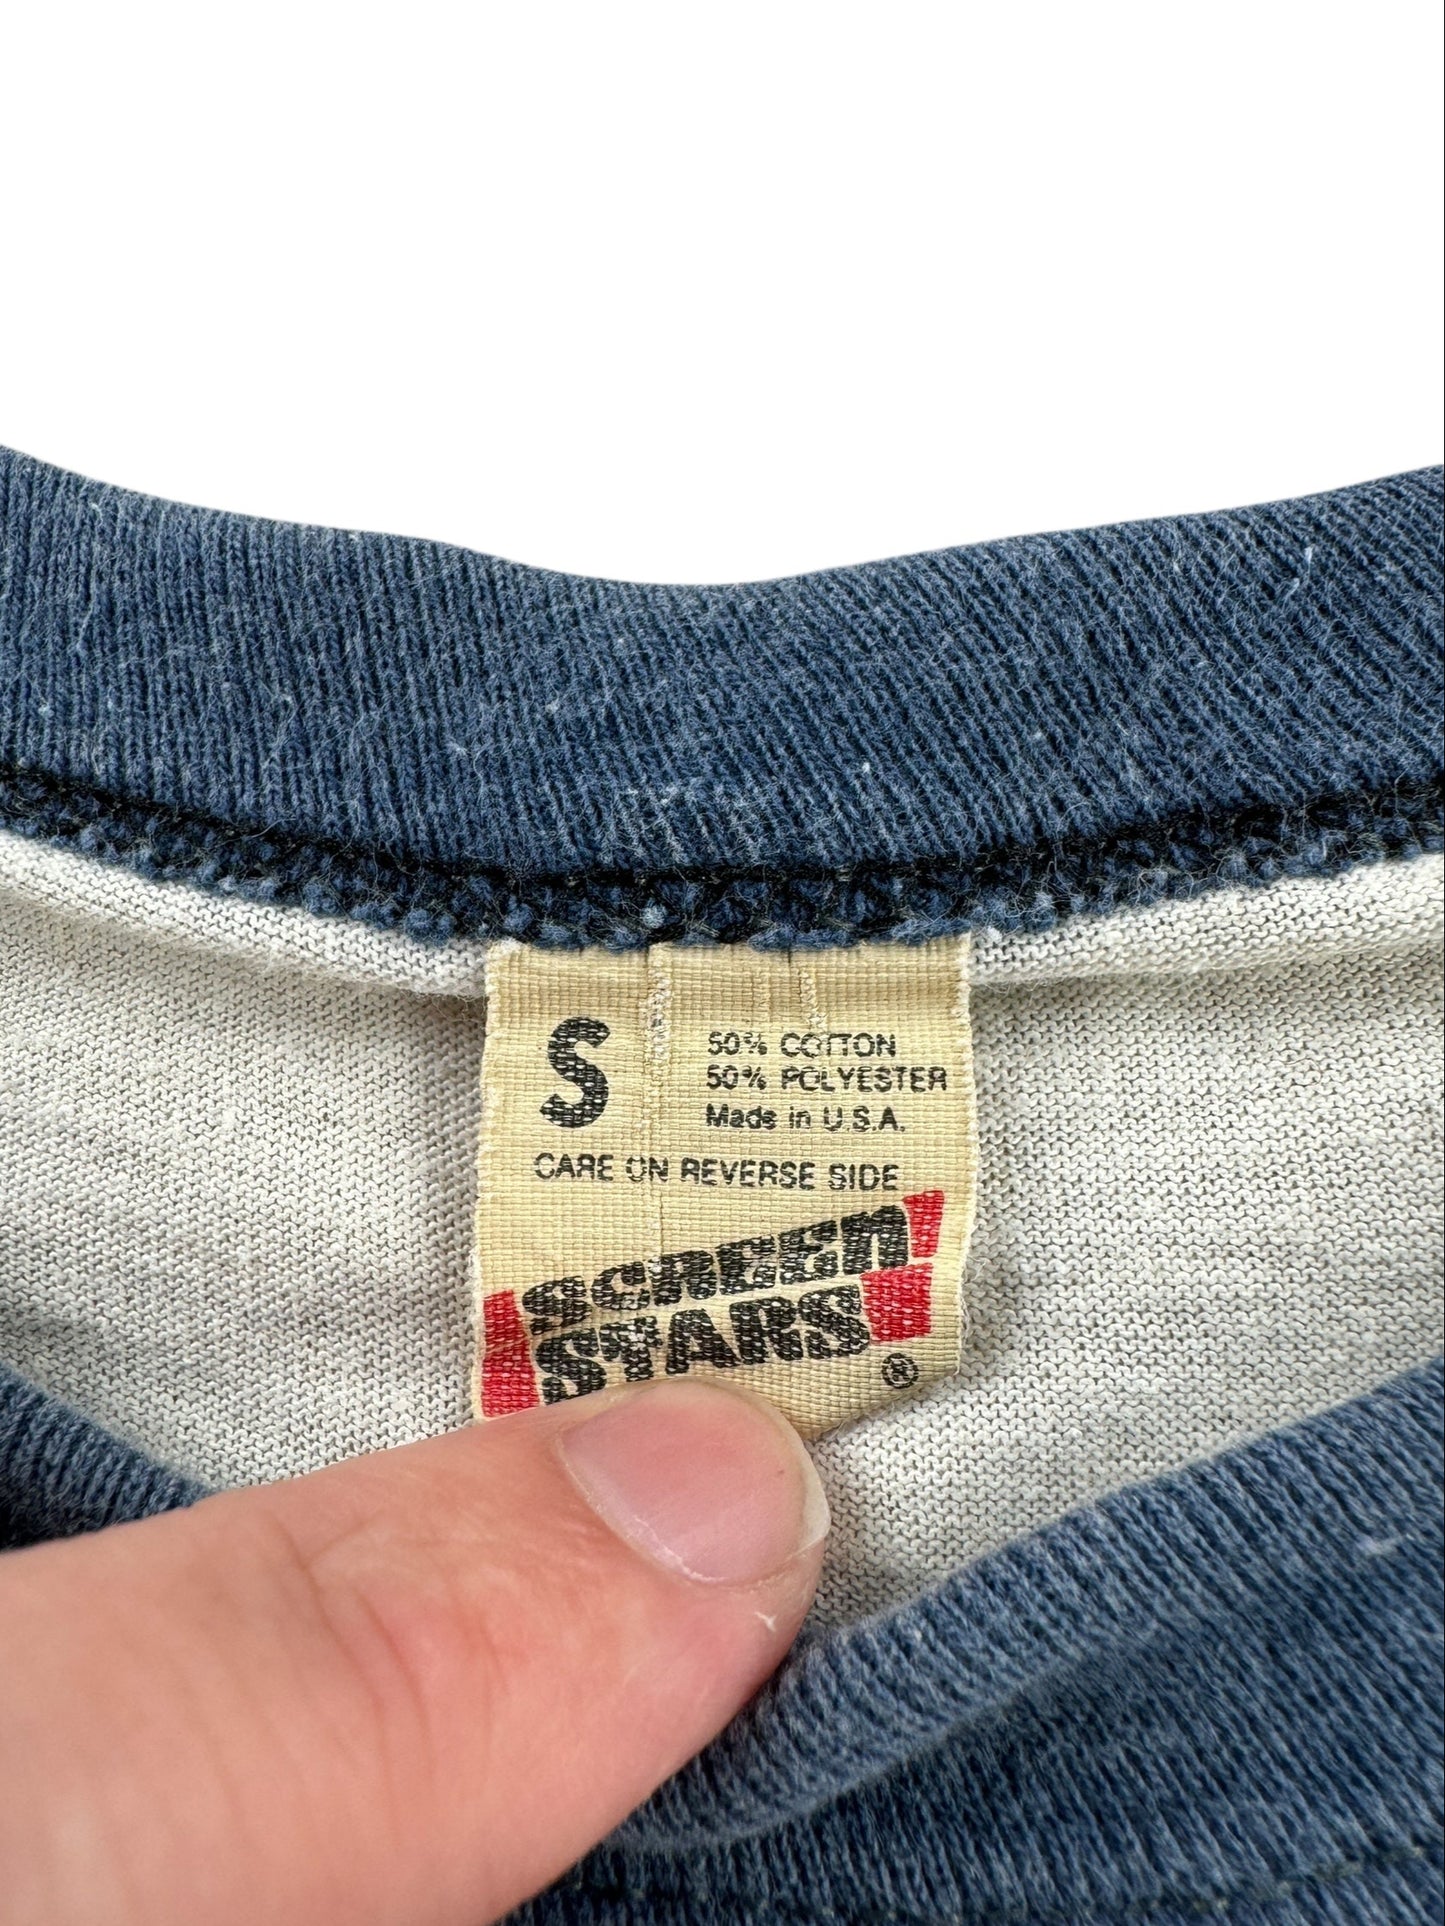 S
50% COTTON
50% POLYESTER
Made in U.S.A.
CARE ON REVERSE SIDE
SCREEN
STARS
®